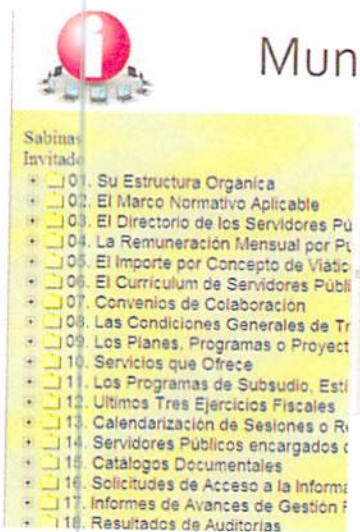 i
Mun
Sabinas
Invitado
01. Su Estructura Organica
02. El Marco Normativo Aplicable
03. El Directorio de los Servidores Pú
04. La Remuneración Mensual por Pu
05. El Importe por Concepto de Viátic
06. El Curriculum de Servidores Públi
07. Convenios de Colaboración
08. Las Condiciones Generales de Tr
09. Los Planes, Programas o Proyect
10. Servicios que Ofrece
11. Los Programas de Subsudio, Esti
12. Ultimos Tres Ejercicios Fiscales
13. Calendarización de Sesiones o Re
14. Servidores Públicos encargados d
15. Catálogos Documentales
16. Solicitudes de Acceso a la Informa
17. Informes de Avances de Gestión F
18. Resultados de Auditorias